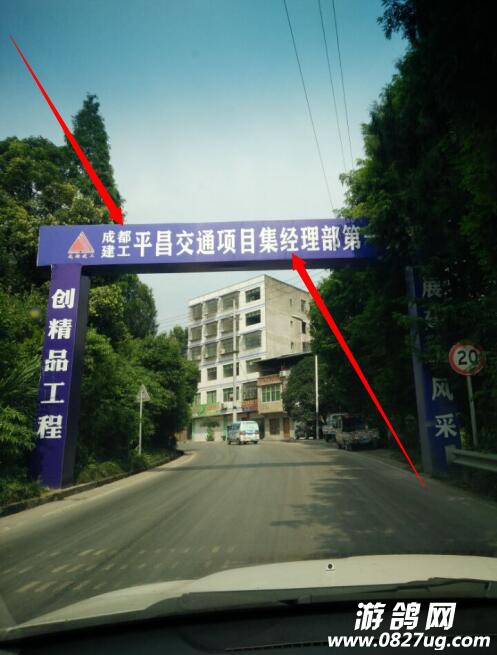 成都
建工
平昌交通项目集经理部第
创精品工程
展
风采
20
游鸽网
www.0827ug.com